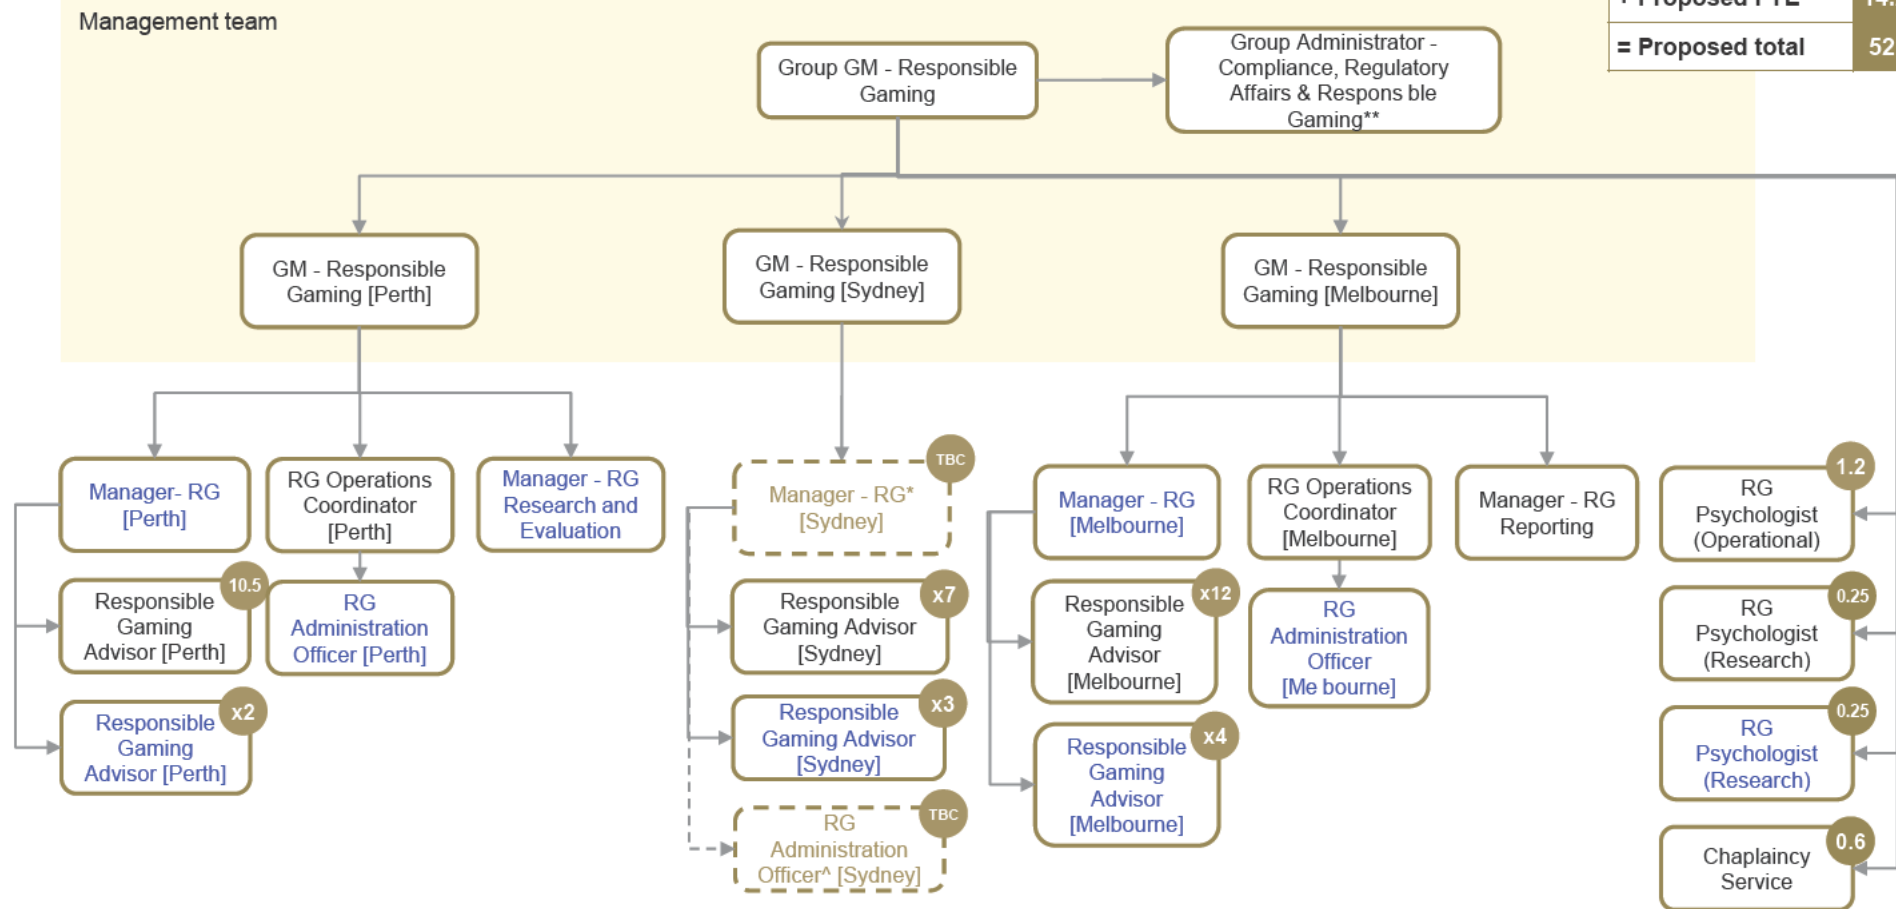 Management team
= Proposed total
52
Group GM - Responsible
Gaming
Group Administrator -
Compliance, Regulatory
Affairs & Respons ble
Gaming**
GM - Responsible
Gaming [Perth]
GM - Responsible
Gaming [Sydney]
GM - Responsible
Gaming [Melbourne]
Manager- RG
[Perth]
RG Operations
Coordinator
[Perth]
Manager - RG
Research and
Evaluation
TBC
Manager - RG*
[Sydney]
Manager - RG
[Melbourne]
RG Operations
Coordinator
[Melbourne]
Manager - RG
Reporting
1.2
RG
Psychologist
(Operational)
10.5
Responsible
Gaming
Advisor [Perth]
RG
Administration
Officer [Perth]
x7
Responsible
Gaming Advisor
[Sydney]
x12
Responsible
Gaming
Advisor
[Melbourne]
RG
Administration
Officer
[Me bourne]
0.25
RG
Psychologist
(Research)
x2
Responsible
Gaming
Advisor [Perth]
x3
Responsible
Gaming Advisor
[Sydney]
x4
Responsible
Gaming
Advisor
[Melbourne]
0.25
RG
Psychologist
(Research)
TBC
RG
Administration
Officer^ [Sydney]
0.6
Chaplaincy
Service